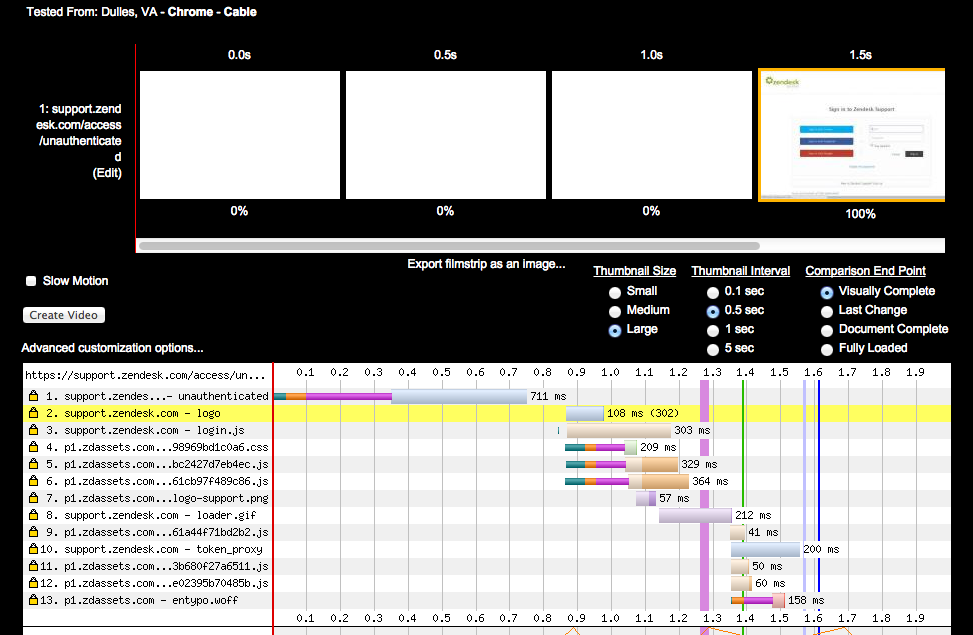 Tested From: Dulles, VA - Chrome - Cable
0.0s 0.5s 1.0s 1.5s
1: support.zend
esk.com/access
/unauthenticate
d
(Edit)
zendesk
Sign in to Zendesk Support
0% 0% 0% 100%
Export filmstrip as an image...
Slow Motion
Create Video
Advanced customization options...
Thumbnail Size Thumbnail Interval Comparison End Point
Small 0.1 sec Visually Complete
Medium 0.5 sec Last Change
Large 1 sec Document Complete
5 sec Fully Loaded
https://support.zendesk.com/access/un... 0.1 0.2 0.3 0.4 0.5 0.6 0.7 0.8 0.9 1.0 1.1 1.2 1.3 1.4 1.5 1.6 1.7 1.8 1.9
1. support.zendes...- unauthenticated 711 ms
2. support.zendesk.com - logo 108 ms (302)
3. support.zendesk.com - login.js 303 ms
4. p1.zdassets.com...98969bd1c0a6.css 209 ms
5. p1.zdassets.com...bc2427d7eb4ec.js 329 ms
6. p1.zdassets.com...61cb97f489c86.js 364 ms
7. p1.zdassets.com...logo-support.png 57 ms
8. support.zendesk.com - loader.gif 212 ms
9. p1.zdassets.com...61a44f71bd2b2.js 41 ms
10. support.zendesk.com - token_proxy 200 ms
11. p1.zdassets.com...3b680f27a6511.js 50 ms
12. p1.zdassets.com...e02395b70485b.js 60 ms
13. p1.zdassets.com - entypo.woff 158 ms
0.1 0.2 0.3 0.4 0.5 0.6 0.7 0.8 0.9 1.0 1.1 1.2 1.3 1.4 1.5 1.6 1.7 1.8 1.9